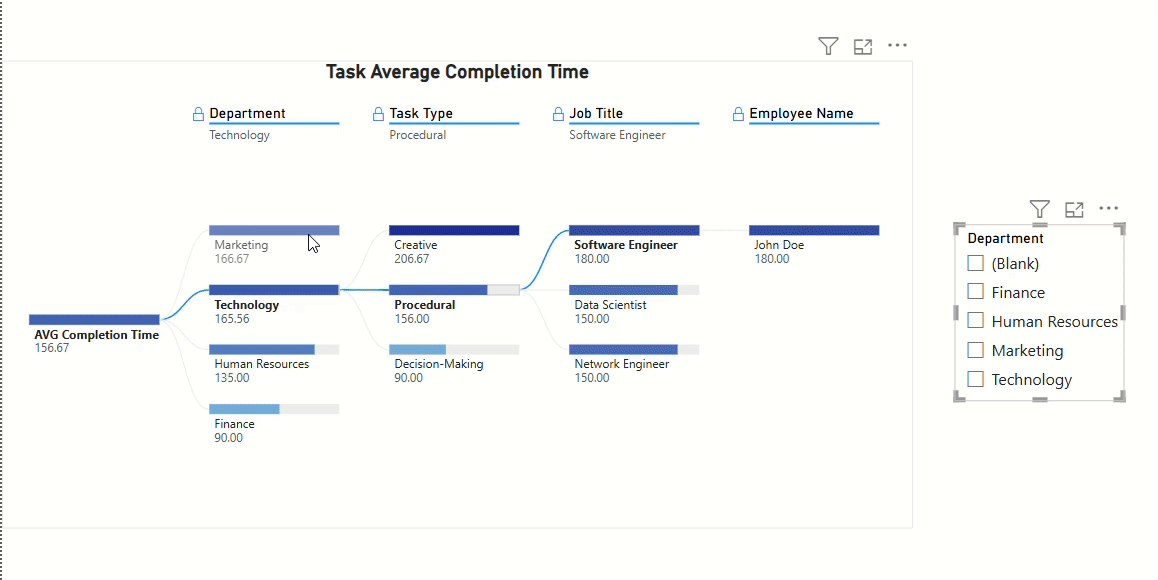 Task Average Completion Time
Department
Technology
Task Type
Procedural
Job Title
Software Engineer
Employee Name
AVG Completion Time
156.67
Marketing
166.67
Technology
165.56
Human Resources
135.00
Finance
90.00
Creative
206.67
Procedural
156.00
Decision-Making
90.00
Software Engineer
180.00
Data Scientist
150.00
Network Engineer
150.00
John Doe
180.00
Department
(Blank)
Finance
Human Resources
Marketing
Technology